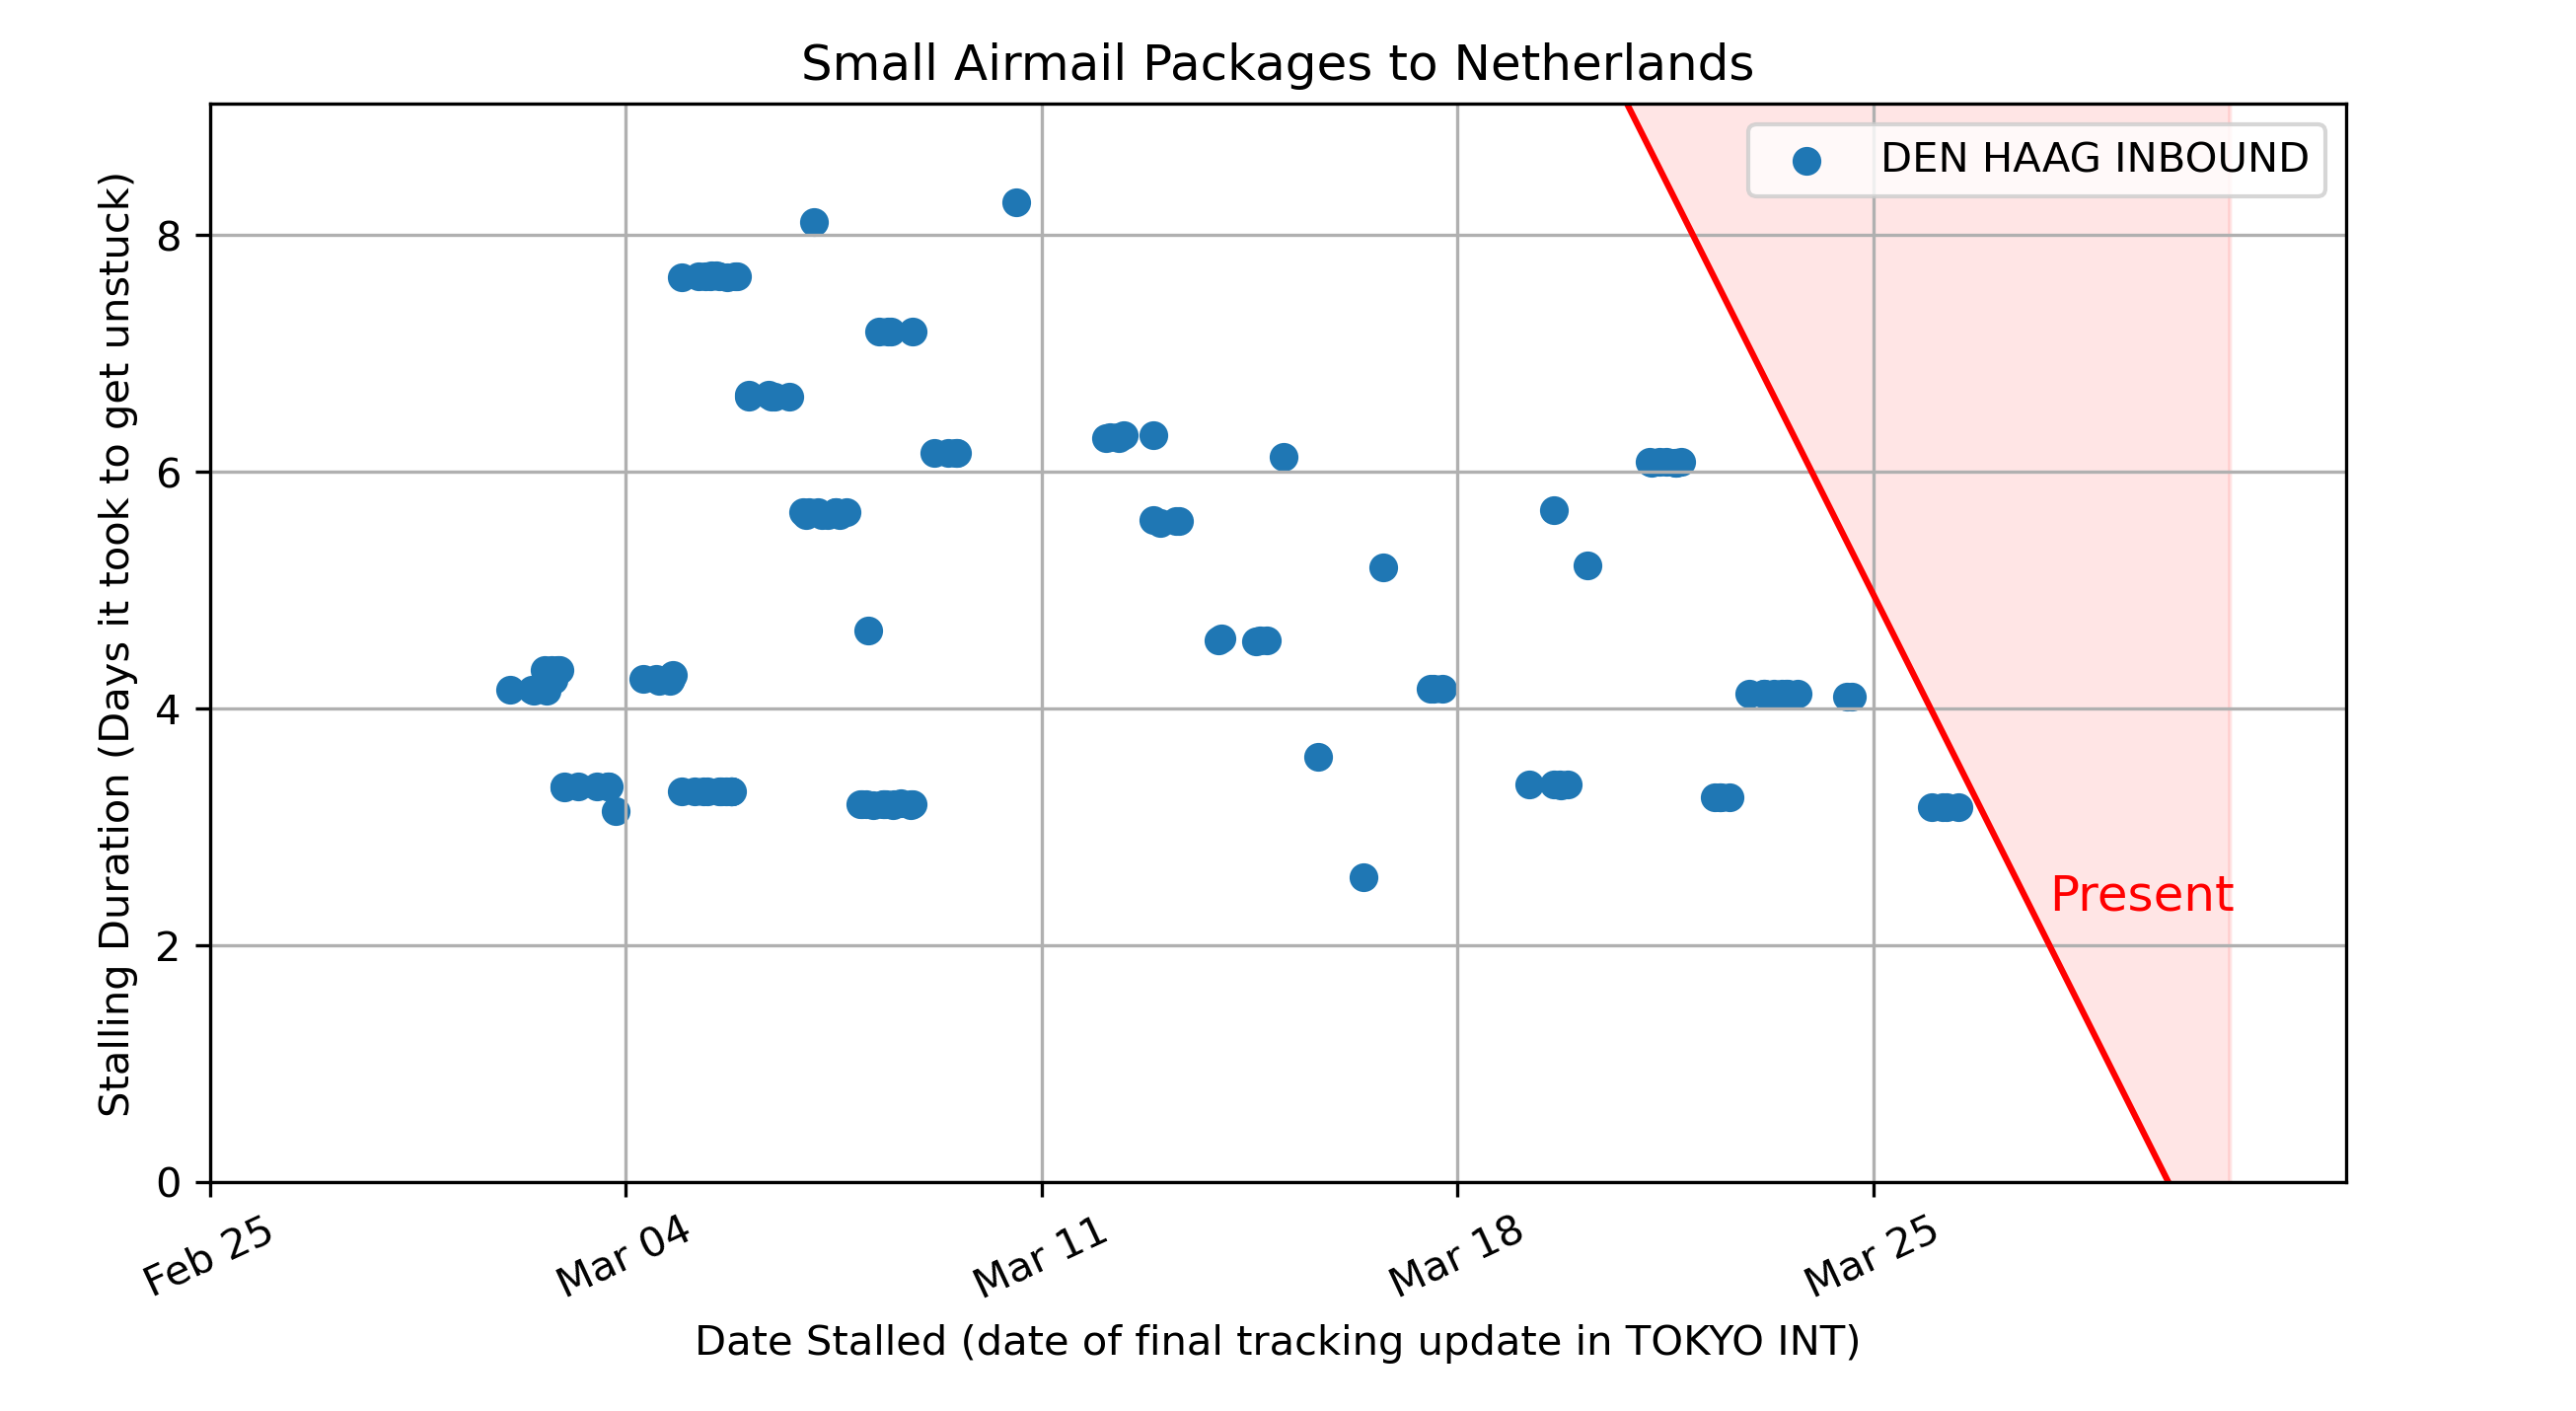 Small Airmail Packages to Netherlands
DEN HAAG INBOUND
Stalling Duration (Days it took to get unstuck)
8
6
4
2
0
Present
Feb 25
Mar 04
Mar 11
Mar 18
Mar 25
Date Stalled (date of final tracking update in TOKYO INT)